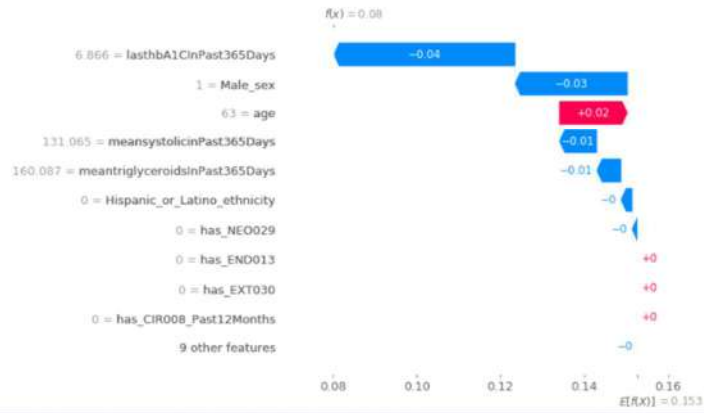 f(x) = 0.08
6.866 = lasthbA1CInPast365Days
−0.04
1 = Male_sex
−0.03
63 = age
+0.02
131.065 = meansystolicinPast365Days
−0.01
160.087 = meantriglyceroidsInPast365Days
−0.01
0 = Hispanic_or_Latino_ethnicity
−0
0 = has_NEO029
−0
0 = has_END013
+0
0 = has_EXT030
+0
0 = has_CIR008_Past12Months
+0
9 other features
−0
0.08 0.10 0.12 0.14 0.16
E[f(X)] = 0.153